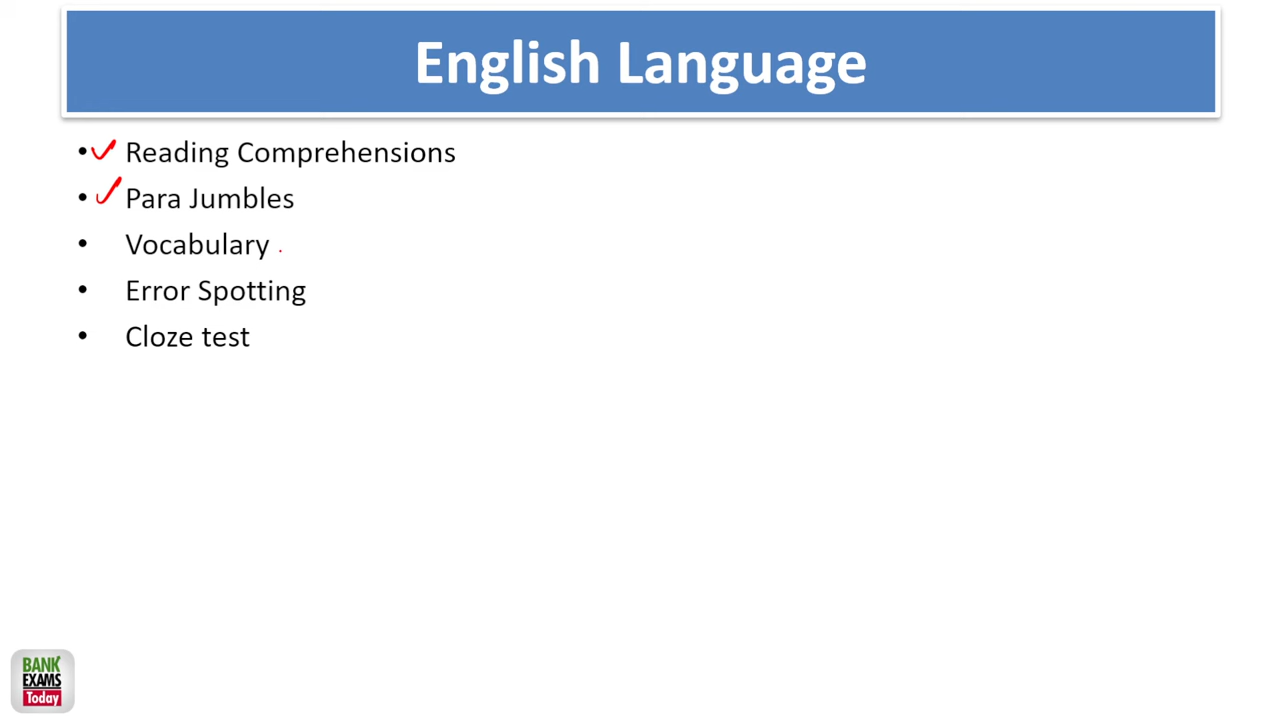 English Language
• Reading Comprehensions
• Para Jumbles
• Vocabulary
• Error Spotting
• Cloze test
BANK
EXAMS
Today